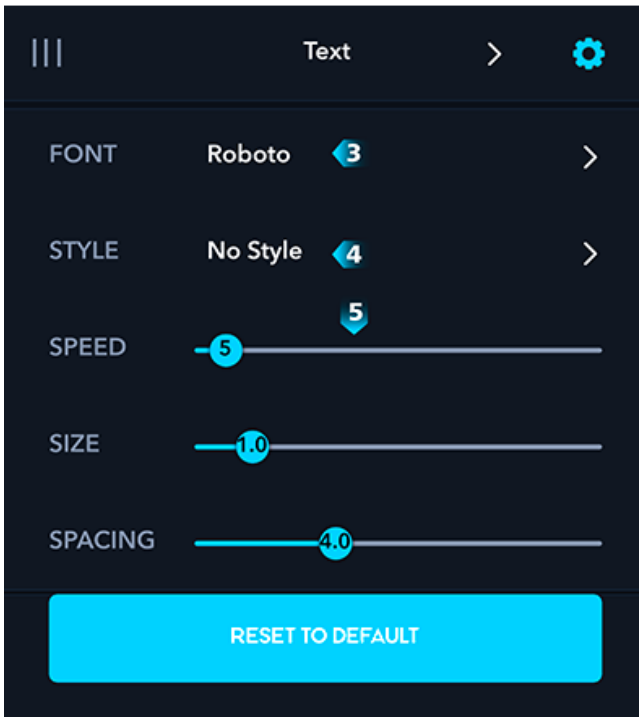 Text
FONT Roboto 3
STYLE No Style 4
5
SPEED 5
SIZE 1.0
SPACING 4.0
RESET TO DEFAULT